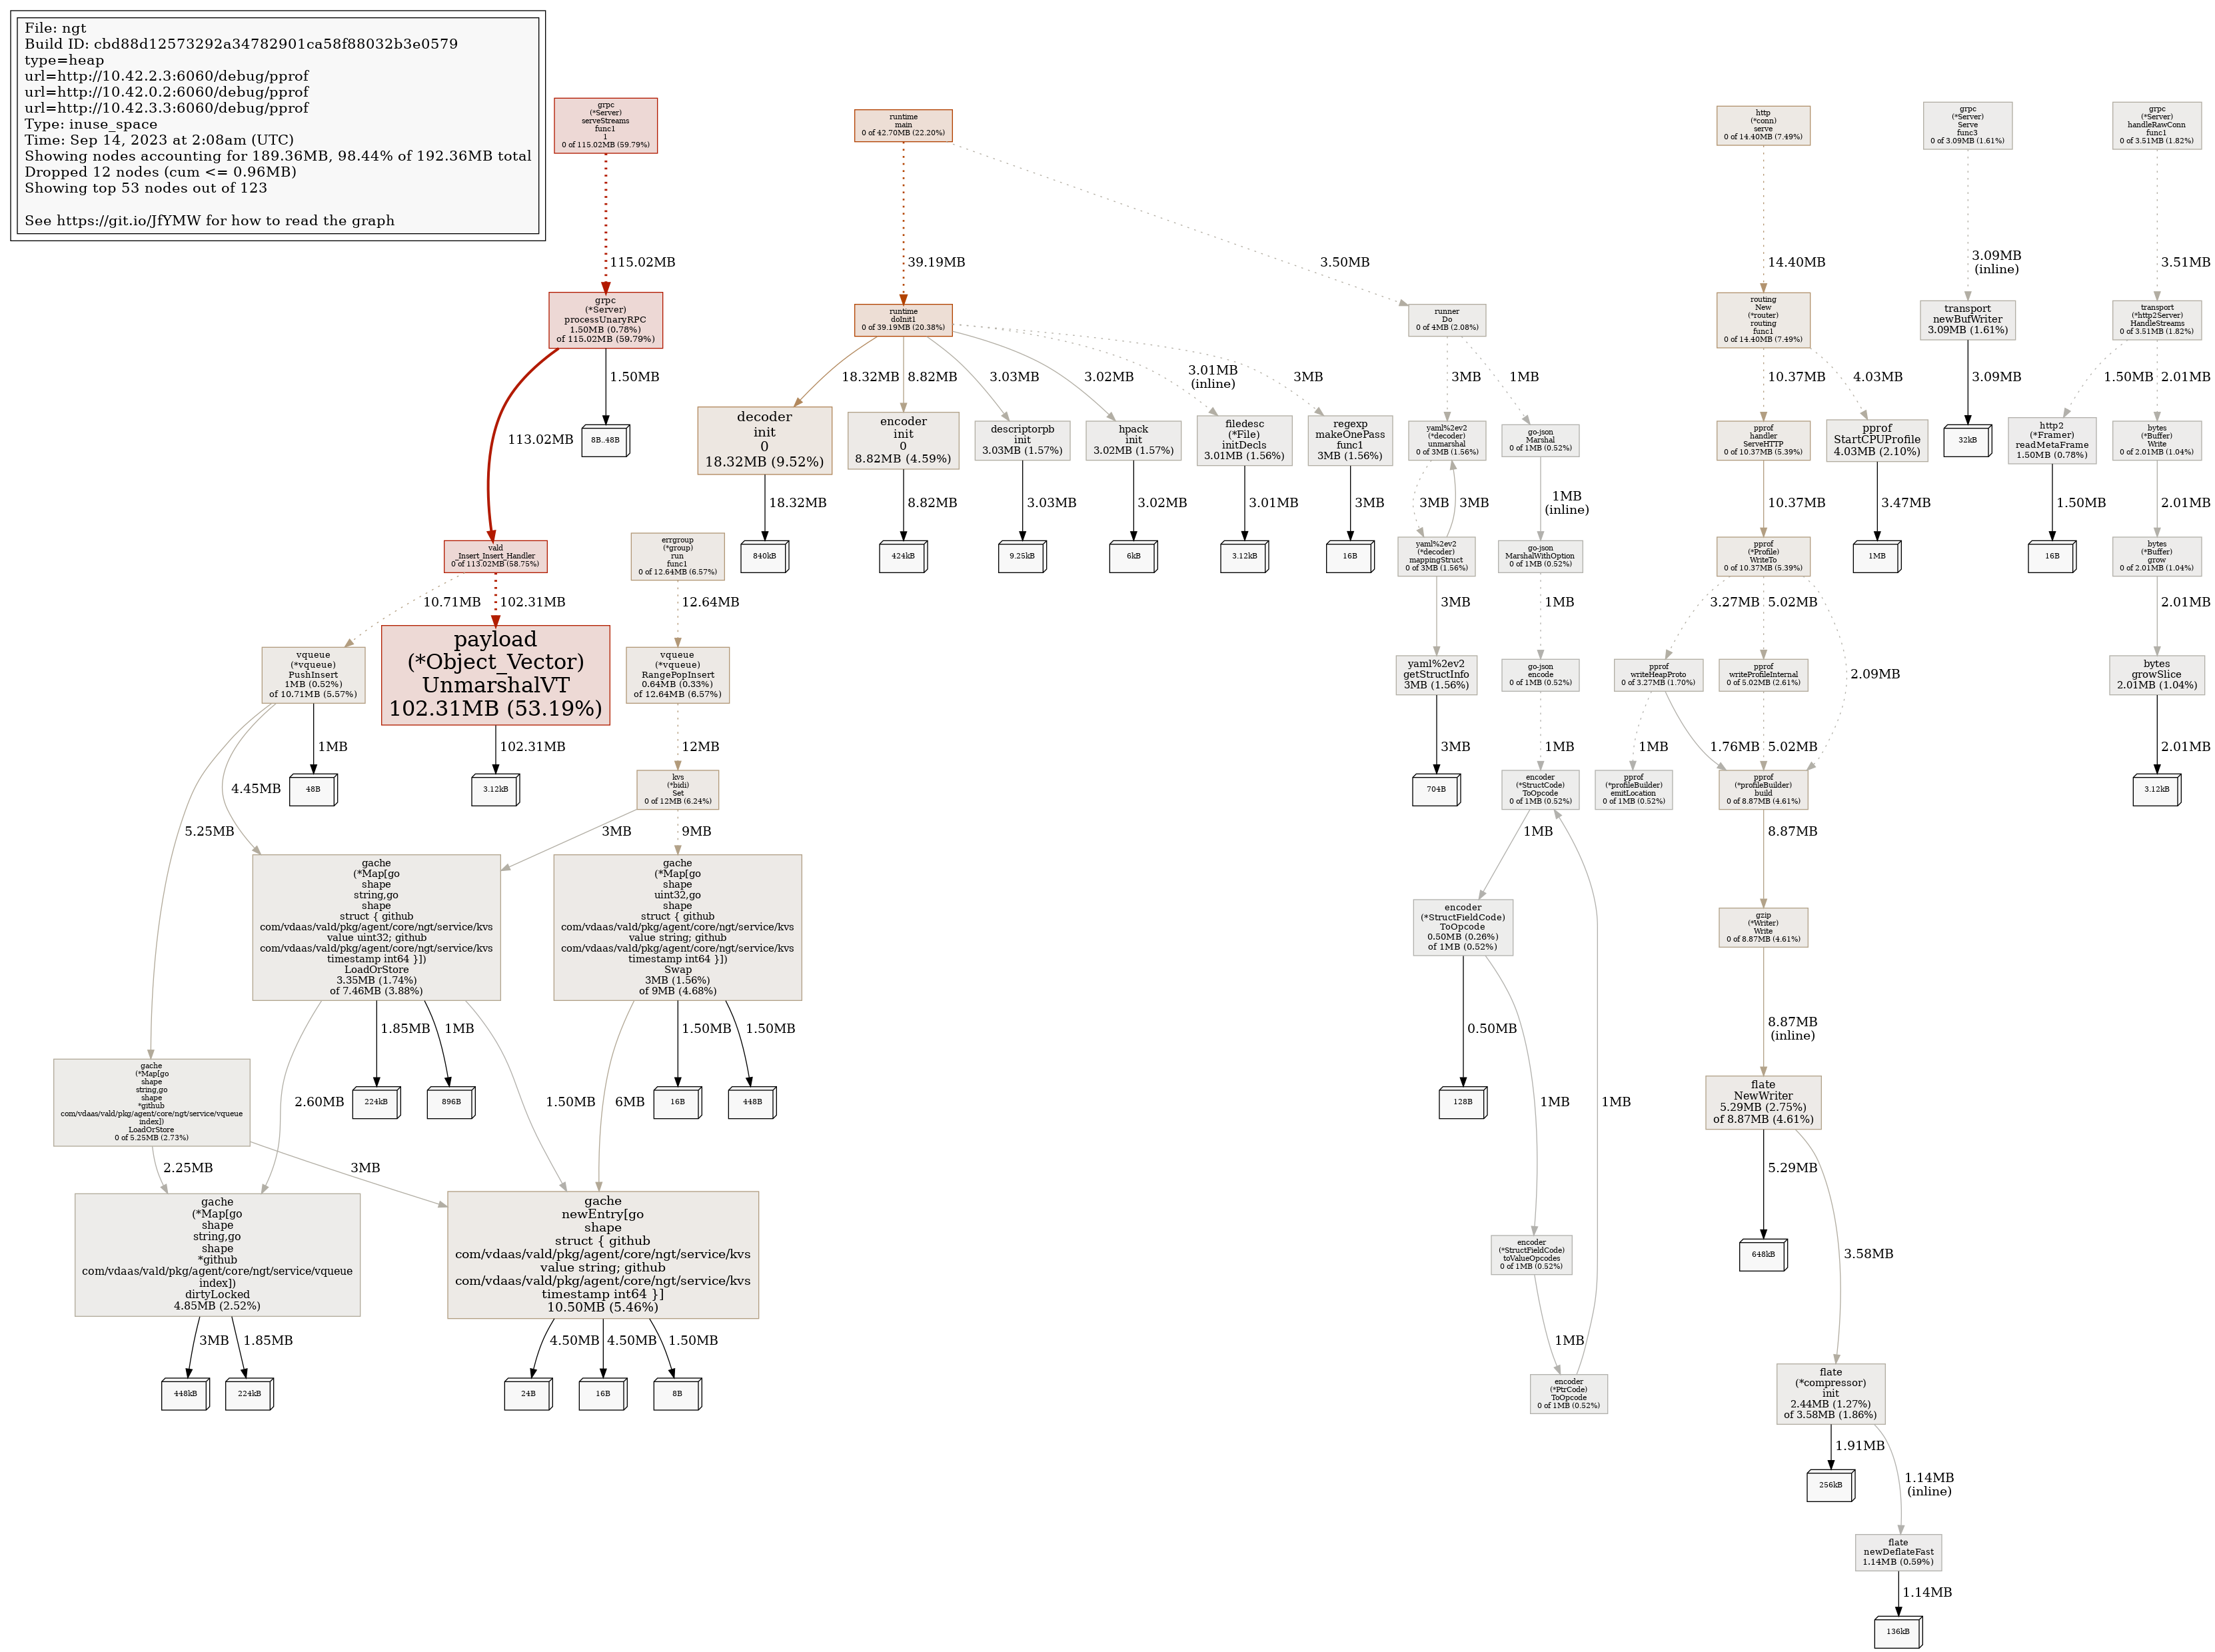 File: ngt
Build ID: cbd88d12573292a34782901ca58f88032b3e0579
type=heap
url=http://10.42.2.3:6060/debug/pprof
url=http://10.42.0.2:6060/debug/pprof
url=http://10.42.3.3:6060/debug/pprof
Type: inuse_space
Time: Sep 14, 2023 at 2:08am (UTC)
Showing nodes accounting for 189.36MB, 98.44% of 192.36MB total
Dropped 12 nodes (cum <= 0.96MB)
Showing top 53 nodes out of 123
See https://git.io/JfYMW for how to read the graph
grpc
(*Server)
serveStreams
func1
1
0 of 115.02MB (59.79%)
runtime
main
0 of 42.70MB (22.20%)
http
(*conn)
serve
0 of 14.40MB (7.49%)
grpc
(*Server)
Serve
func3
0 of 3.09MB (1.61%)
grpc
(*Server)
handleRawConn
func1
0 of 3.51MB (1.82%)
115.02MB
39.19MB
3.50MB
14.40MB
3.09MB
(inline)
3.51MB
grpc
(*Server)
processUnaryRPC
1.50MB (0.78%)
of 115.02MB (59.79%)
runtime
doInit1
0 of 39.19MB (20.38%)
runner
Do
0 of 4MB (2.08%)
routing
New
(*router)
routing
func1
0 of 14.40MB (7.49%)
transport
newBufWriter
3.09MB (1.61%)
transport
(*http2Server)
HandleStreams
0 of 3.51MB (1.82%)
1.50MB
18.32MB
8.82MB
3.03MB
3.02MB
3.01MB
(inline)
3MB
3MB
1MB
10.37MB
4.03MB
3.09MB
1.50MB
2.01MB
113.02MB
8B..48B
decoder
init
0
18.32MB (9.52%)
encoder
init
0
8.82MB (4.59%)
descriptorpb
init
3.03MB (1.57%)
hpack
init
3.02MB (1.57%)
filedesc
(*File)
initDecls
3.01MB (1.56%)
regexp
makeOnePass
func1
3MB (1.56%)
yaml%2ev2
(*decoder)
unmarshal
0 of 3MB (1.56%)
go-json
Marshal
0 of 1MB (0.52%)
pprof
handler
ServeHTTP
0 of 10.37MB (5.39%)
pprof
StartCPUProfile
4.03MB (2.10%)
32kB
http2
(*Framer)
readMetaFrame
1.50MB (0.78%)
bytes
(*Buffer)
Write
0 of 2.01MB (1.04%)
18.32MB
8.82MB
3.03MB
3.02MB
3.01MB
3MB
3MB
3MB
1MB
(inline)
10.37MB
3.47MB
1.50MB
2.01MB
vald
_Insert_Insert_Handler
0 of 113.02MB (58.75%)
errgroup
(*group)
run
func1
0 of 12.64MB (6.57%)
840kB
424kB
9.25kB
6kB
3.12kB
16B
yaml%2ev2
(*decoder)
mappingStruct
0 of 3MB (1.56%)
go-json
MarshalWithOption
0 of 1MB (0.52%)
pprof
(*Profile)
WriteTo
0 of 10.37MB (5.39%)
1MB
16B
bytes
(*Buffer)
grow
0 of 2.01MB (1.04%)
10.71MB
102.31MB
12.64MB
3MB
1MB
3.27MB
5.02MB
2.09MB
2.01MB
vqueue
(*vqueue)
PushInsert
1MB (0.52%)
of 10.71MB (5.57%)
payload
(*Object_Vector)
UnmarshalVT
102.31MB (53.19%)
vqueue
(*vqueue)
RangePopInsert
0.64MB (0.33%)
of 12.64MB (6.57%)
yaml%2ev2
getStructInfo
3MB (1.56%)
go-json
encode
0 of 1MB (0.52%)
pprof
writeHeapProto
0 of 3.27MB (1.70%)
pprof
writeProfileInternal
0 of 5.02MB (2.61%)
bytes
growSlice
2.01MB (1.04%)
5.25MB
4.45MB
1MB
102.31MB
12MB
3MB
1MB
1MB
1.76MB
5.02MB
2.01MB
48B
3.12kB
kvs
(*bidi)
Set
0 of 12MB (6.24%)
704B
encoder
(*StructCode)
ToOpcode
0 of 1MB (0.52%)
pprof
(*profileBuilder)
emitLocation
0 of 1MB (0.52%)
pprof
(*profileBuilder)
build
0 of 8.87MB (4.61%)
3.12kB
3MB
9MB
1MB
8.87MB
gache
(*Map[go
shape
string,go
shape
struct { github
com/vdaas/vald/pkg/agent/core/ngt/service/kvs
value uint32; github
com/vdaas/vald/pkg/agent/core/ngt/service/kvs
timestamp int64 }])
LoadOrStore
3.35MB (1.74%)
of 7.46MB (3.88%)
gache
(*Map[go
shape
uint32,go
shape
struct { github
com/vdaas/vald/pkg/agent/core/ngt/service/kvs
value string; github
com/vdaas/vald/pkg/agent/core/ngt/service/kvs
timestamp int64 }])
Swap
3MB (1.56%)
of 9MB (4.68%)
encoder
(*StructFieldCode)
ToOpcode
0.50MB (0.26%)
of 1MB (0.52%)
gzip
(*Writer)
Write
0 of 8.87MB (4.61%)
2.60MB
1.85MB
1MB
1.50MB
6MB
1.50MB
1.50MB
0.50MB
1MB
1MB
8.87MB
(inline)
gache
(*Map[go
shape
string,go
shape
*github
com/vdaas/vald/pkg/agent/core/ngt/service/vqueue
index])
LoadOrStore
0 of 5.25MB (2.73%)
224kB
896B
16B
448B
128B
flate
NewWriter
5.29MB (2.75%)
of 8.87MB (4.61%)
2.25MB
3MB
5.29MB
3.58MB
gache
(*Map[go
shape
string,go
shape
*github
com/vdaas/vald/pkg/agent/core/ngt/service/vqueue
index])
dirtyLocked
4.85MB (2.52%)
gache
newEntry[go
shape
struct { github
com/vdaas/vald/pkg/agent/core/ngt/service/kvs
value string; github
com/vdaas/vald/pkg/agent/core/ngt/service/kvs
timestamp int64 }]
10.50MB (5.46%)
encoder
(*StructFieldCode)
toValueOpcodes
0 of 1MB (0.52%)
648kB
3MB
1.85MB
4.50MB
4.50MB
1.50MB
1MB
448kB
224kB
24B
16B
8B
encoder
(*PtrCode)
ToOpcode
0 of 1MB (0.52%)
flate
(*compressor)
init
2.44MB (1.27%)
of 3.58MB (1.86%)
1.91MB
1.14MB
(inline)
256kB
flate
newDeflateFast
1.14MB (0.59%)
1.14MB
136kB